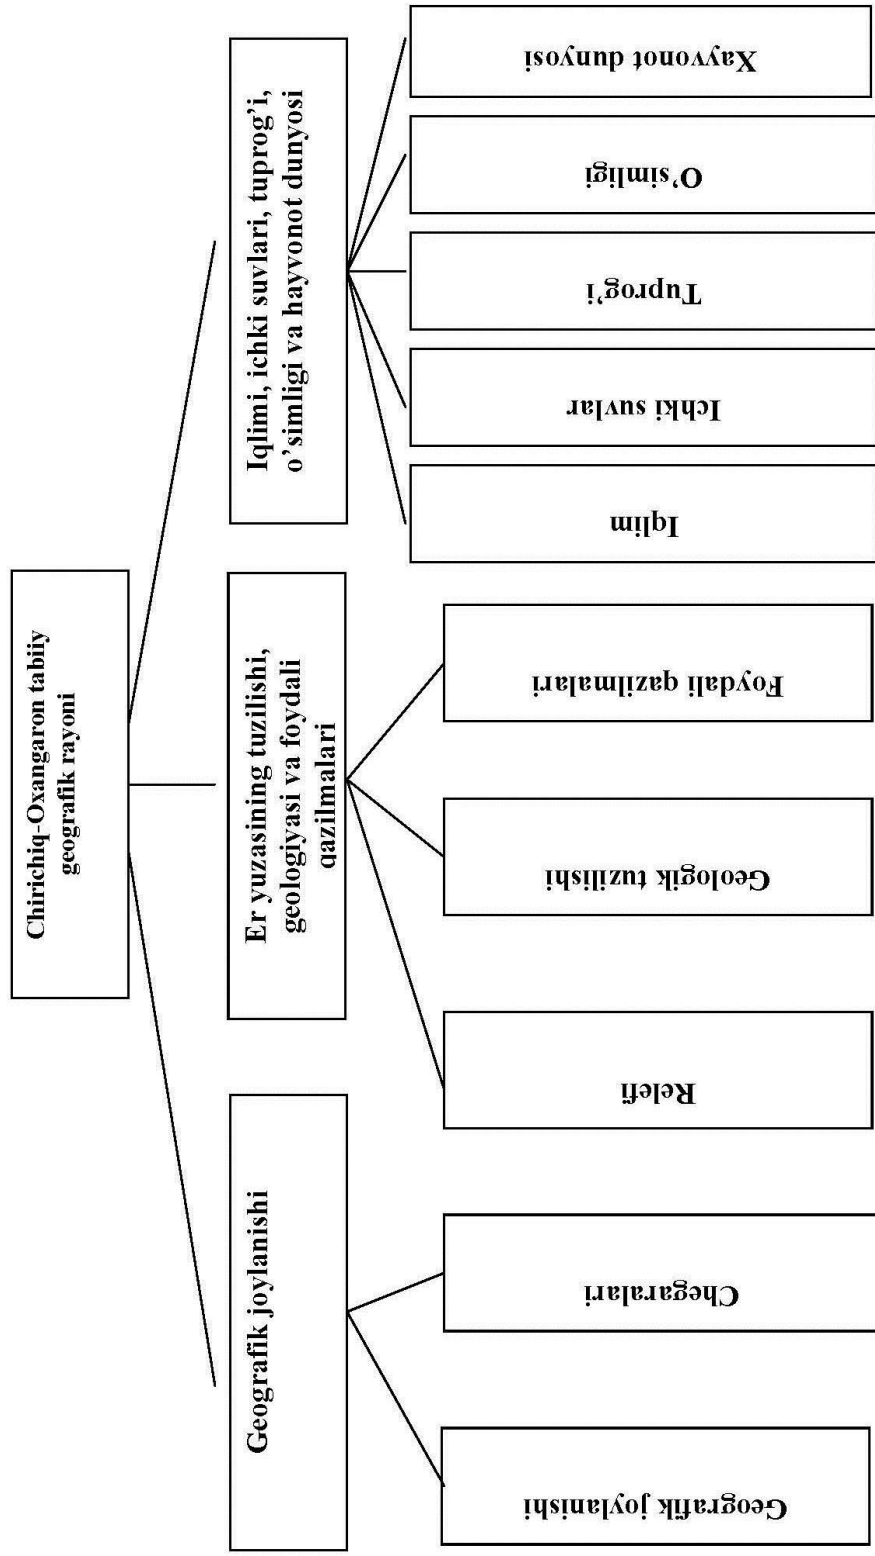 Chirichiq-Oxangaron tabiiy
geografik rayoni
Geografik joylanishi
Er yuzasining tuzilishi,
geologiyasi va foydali
qazilmalari
Iqlimi, ichki suvlari, tuprog’i,
o’simligi va hayvonot dunyosi
Geografik joylanishi
Chegaralari
Relefi
Geologik tuzilishi
Foydali qazilmalari
Iqlim
Ichki suvlar
Tuprog’i
O’simligi
Xayvonot dunyosi